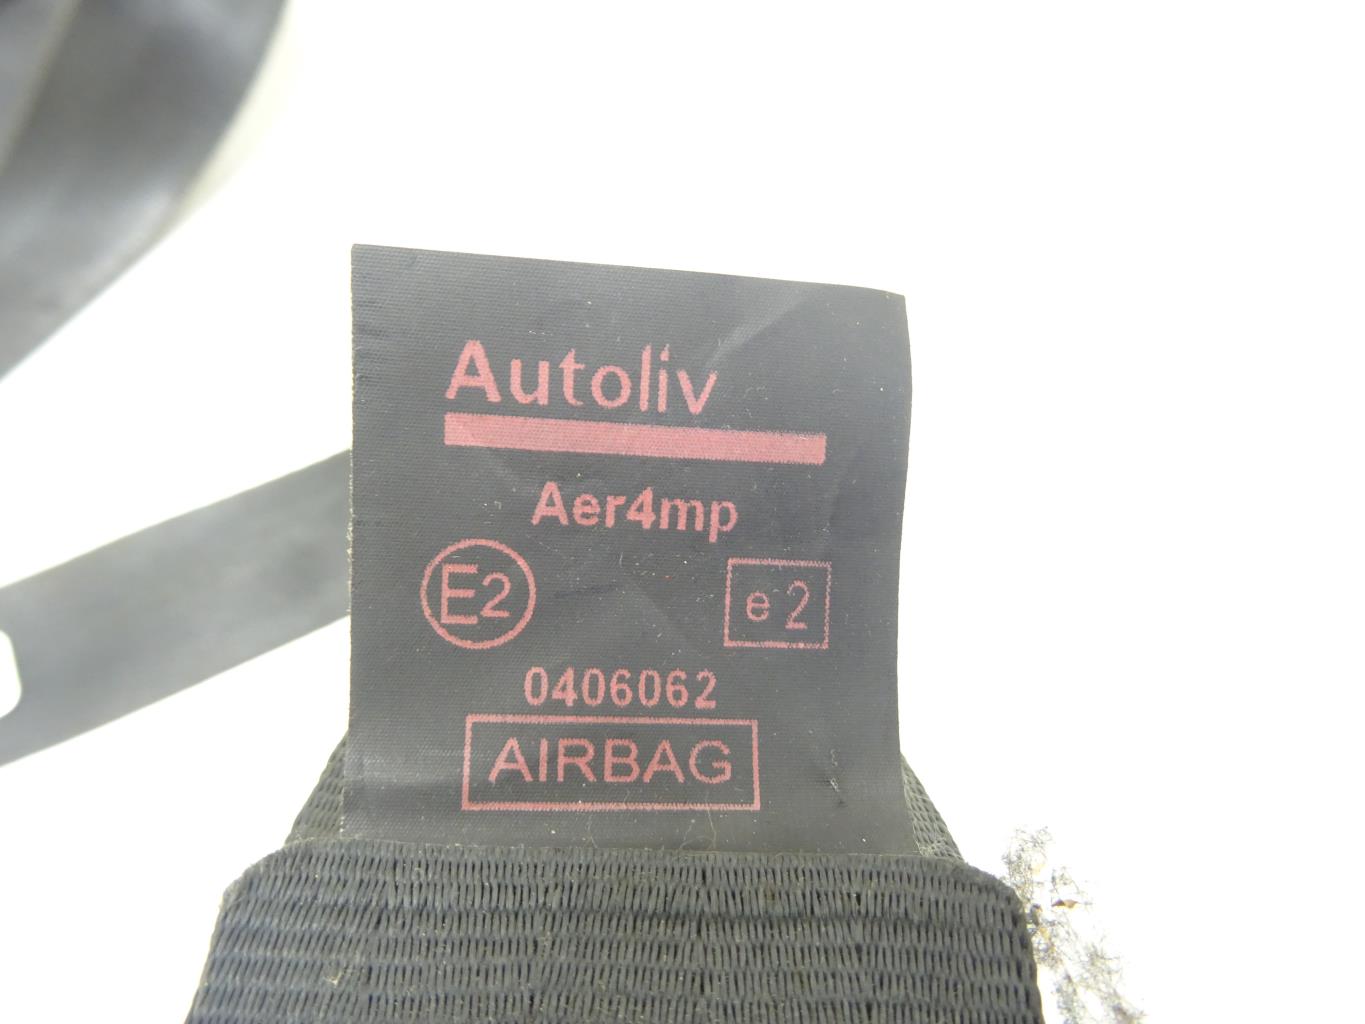 Autoliv
Aer4mp
E2 e2
0406062
AIRBAG